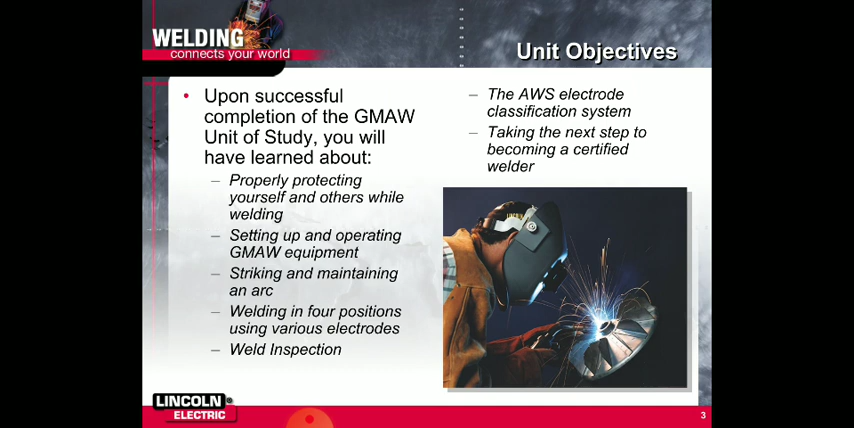 WELDING
connects your world
Unit Objectives
• Upon successful
completion of the GMAW
Unit of Study, you will
have learned about:
– Properly protecting
yourself and others while
welding
– Setting up and operating
GMAW equipment
– Striking and maintaining
an arc
– Welding in four positions
using various electrodes
– Weld Inspection
– The AWS electrode
classification system
– Taking the next step to
becoming a certified
welder
LINCOLN®
ELECTRIC
3